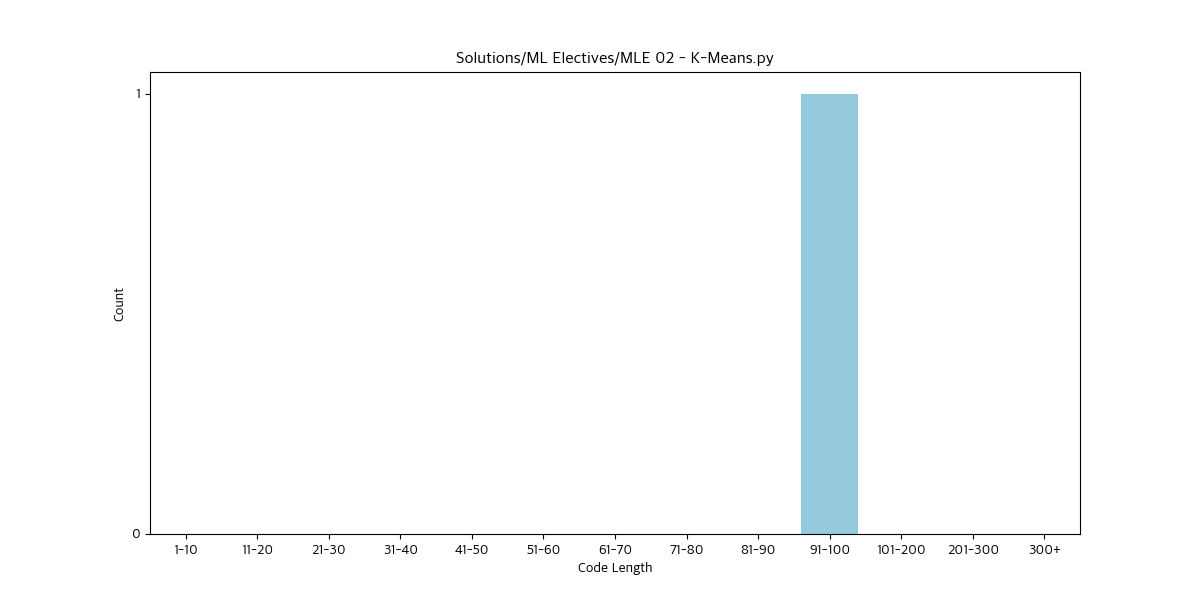 Solutions/ML Electives/MLE 02 - K-Means.py
1
Count
0
1-10 11-20 21-30 31-40 41-50 51-60 61-70 71-80 81-90 91-100 101-200 201-300 300+
Code Length